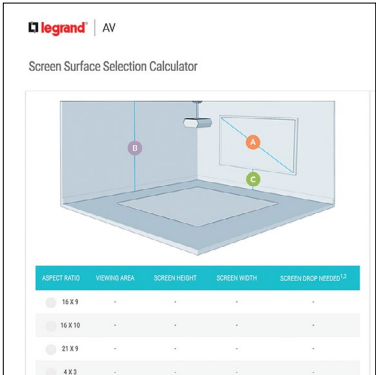 legrand® | AV
Screen Surface Selection Calculator
A
B
C
ASPECT RATIO VIEWING AREA SCREEN HEIGHT SCREEN WIDTH SCREEN DROP NEEDED1,2
16 X 9 - - - -
16 X 10 - - - -
21 X 9 - - - -
4 X 3 - - - -